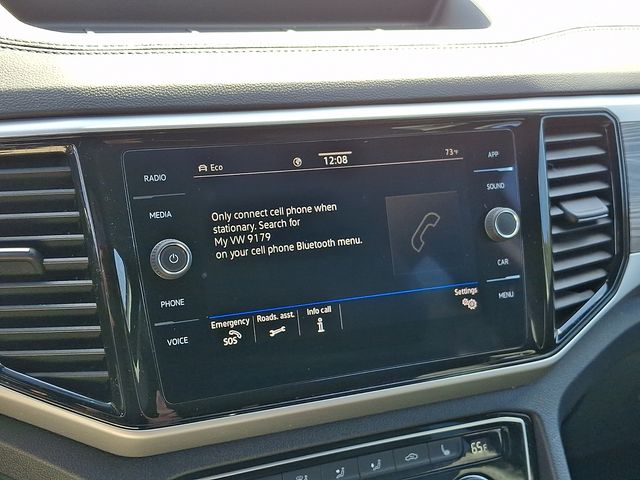 RADIO
MEDIA
PHONE
VOICE
Eco
12:08
73°F
Only connect cell phone when
stationary. Search for
My VW 9179
on your cell phone Bluetooth menu.
Emergency
SOS
Roads. asst.
Info call
Settings
APP
SOUND
CAR
MENU
65F